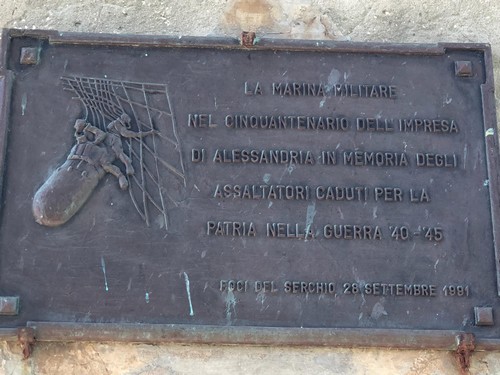 LA MARINA MILITARE
NEL CINQUANTENARIO DELL'IMPRESA
DI ALESSANDRIA IN MEMORIA DEGLI
ASSALTATORI CADUTI PER LA
PATRIA NELLA GUERRA '40-'45
FOCI DEL SERCHIO, 28 SETTEMBRE 1991